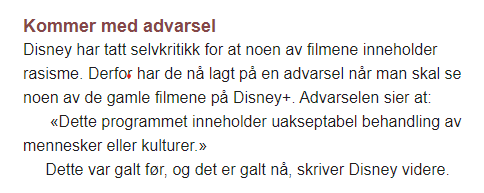 Kommer med advarsel
Disney har tatt selvkritikk for at noen av filmene inneholder
rasisme. Derfor har de nå lagt på en advarsel når man skal se
noen av de gamle filmene på Disney+. Advarselen sier at:
«Dette programmet inneholder uakseptabel behandling av
mennesker eller kulturer.»
Dette var galt før, og det er galt nå, skriver Disney videre.